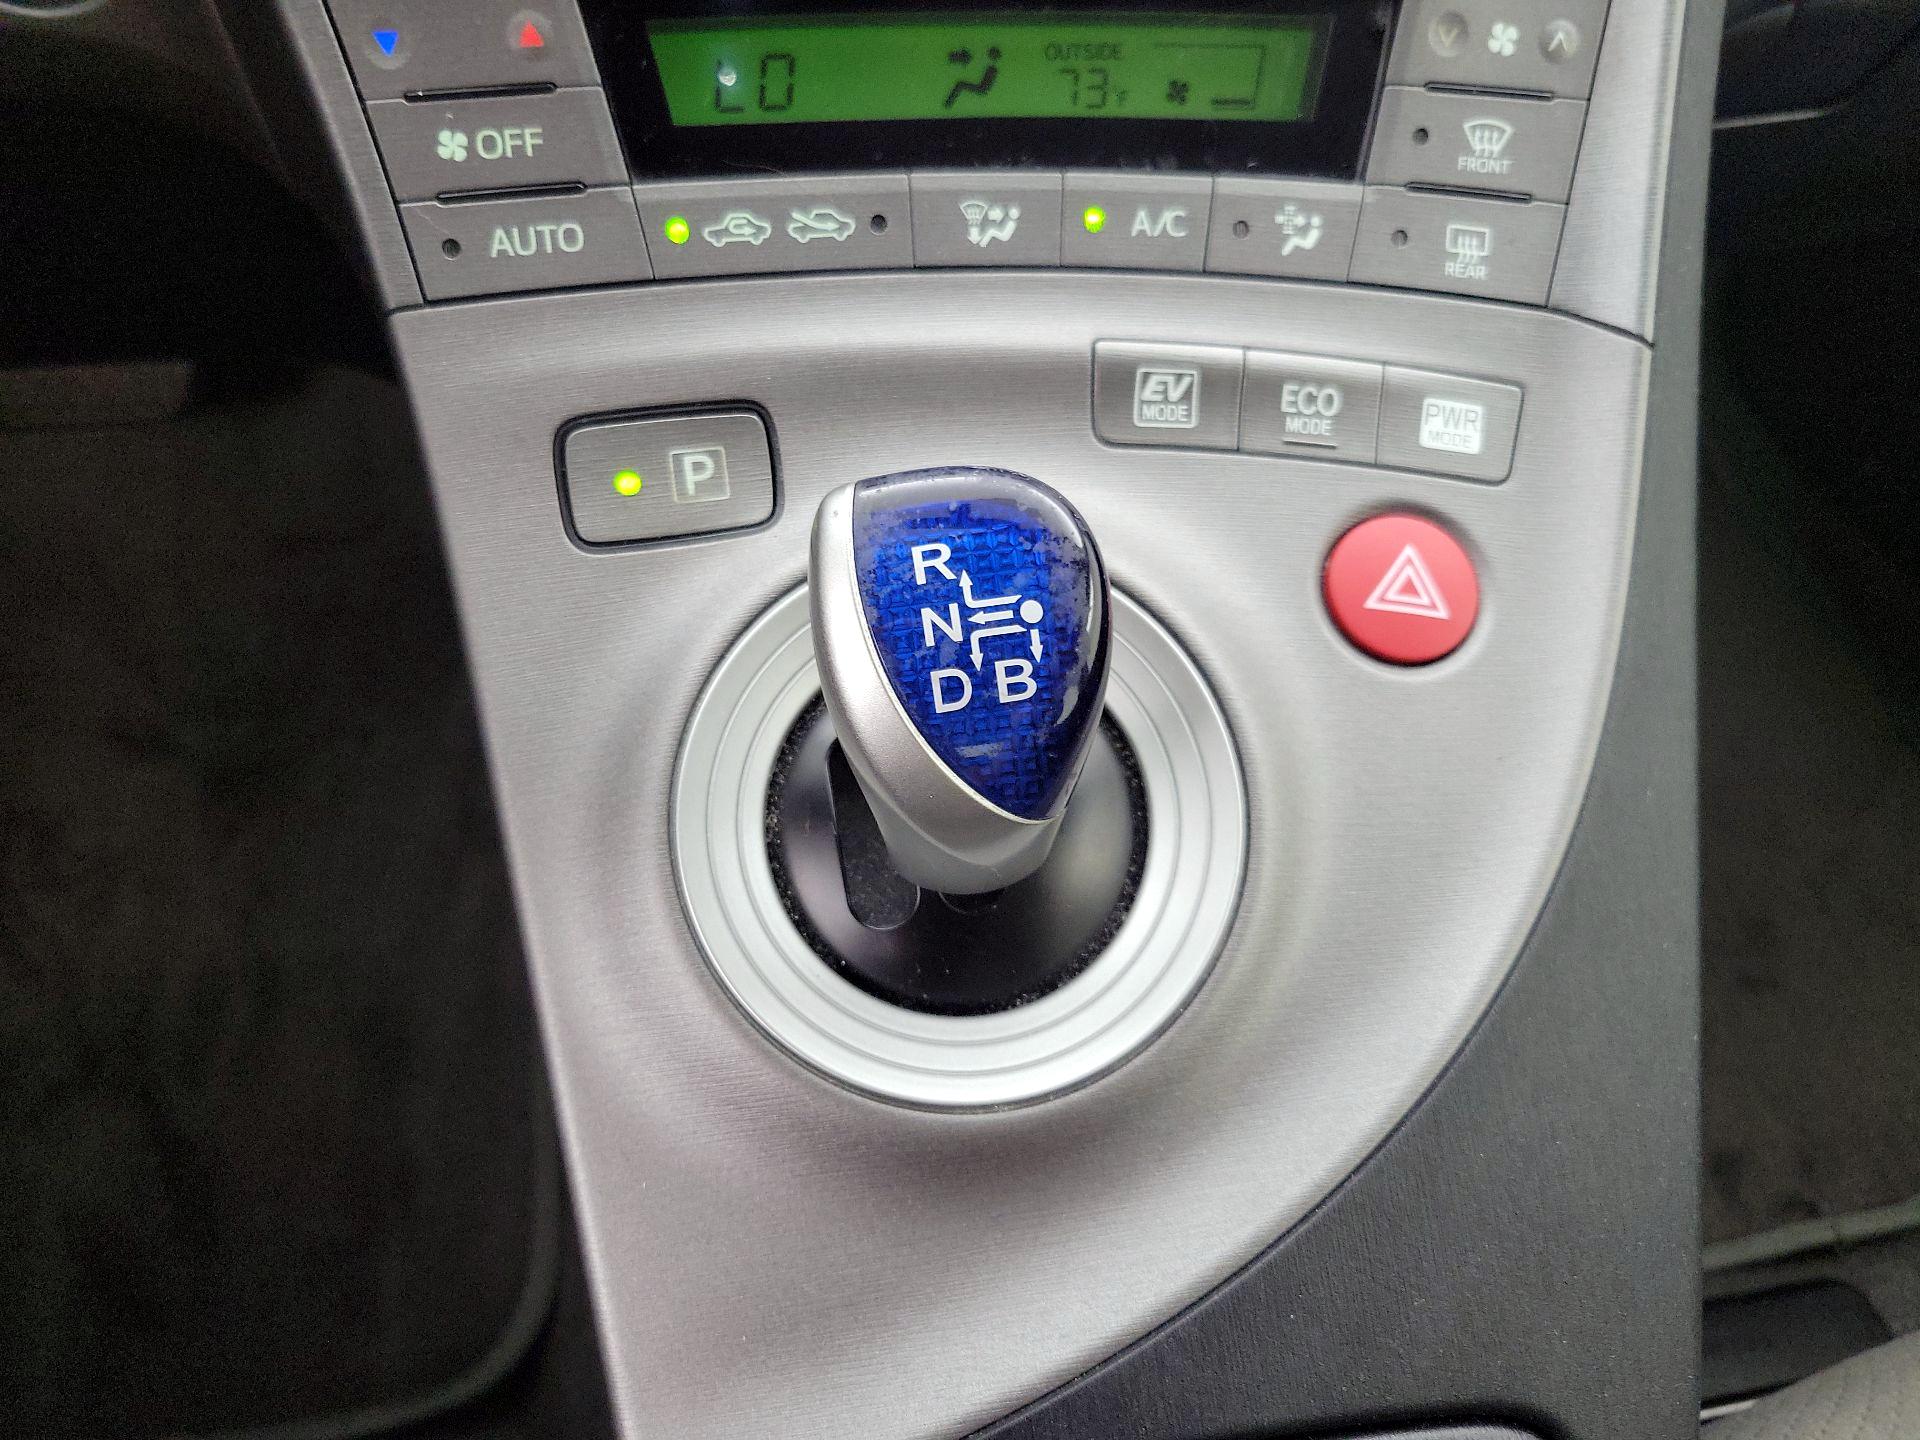 LO
OUTSIDE
73°F
OFF
FRONT
AUTO
A/C
REAR
EV
MODE
ECO
MODE
PWR
MODE
P
R
N
D B